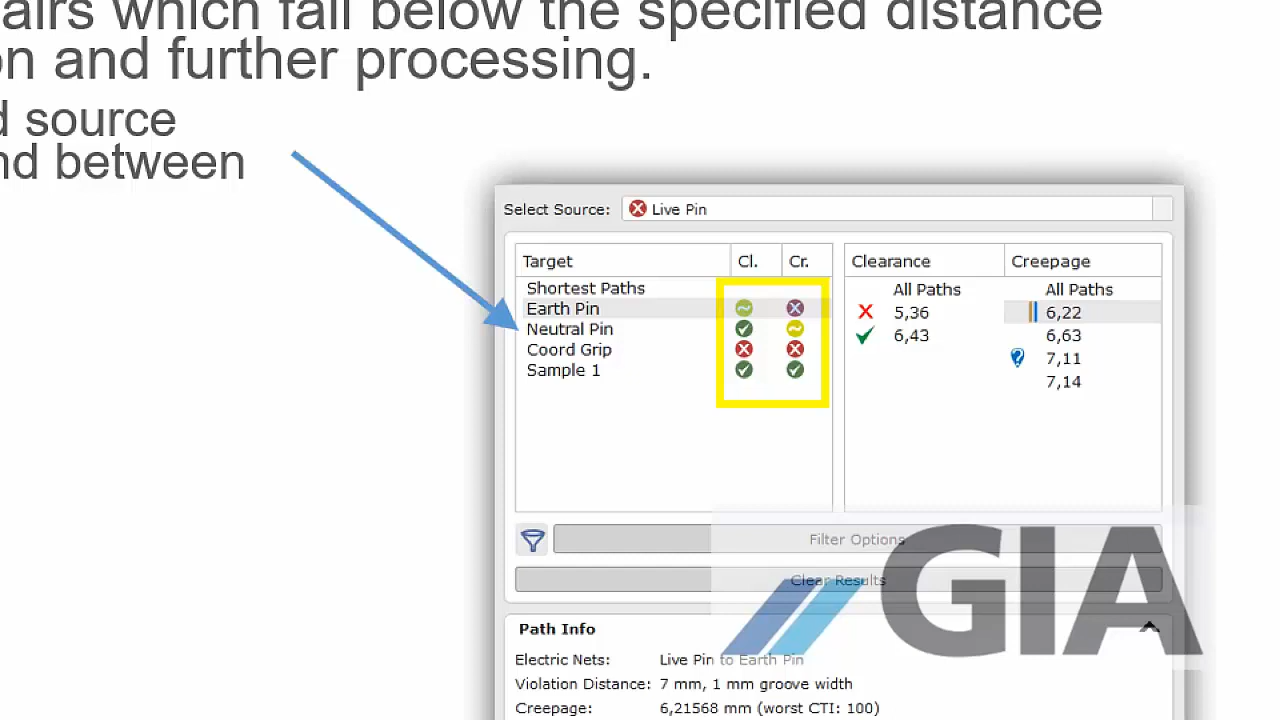 airs which fall below the specified distance
on and further processing.
d source
nd between
Select Source: Live Pin
Target Cl. Cr.
Shortest Paths
Earth Pin
Neutral Pin
Coord Grip
Sample 1
Clearance Creepage
All Paths All Paths
5,36 6,22
6,43 6,63
7,11
7,14
Filter Options
Clear Results
GIA
Path Info
Electric Nets: Live Pin to Earth Pin
Violation Distance: 7 mm, 1 mm groove width
Creepage: 6,21568 mm (worst CTI: 100)